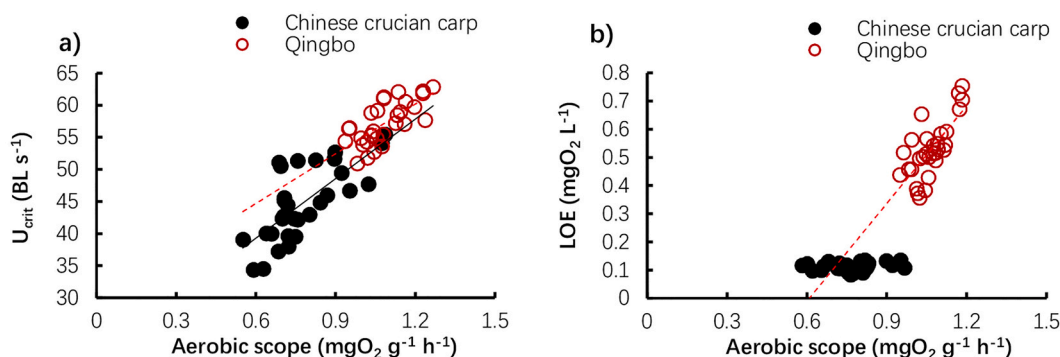 a)
Chinese crucian carp
Qingbo
U_crit (BL s⁻¹)
65
60
55
50
45
40
35
30
0 0.3 0.6 0.9 1.2 1.5
Aerobic scope (mgO₂ g⁻¹ h⁻¹)
b)
Chinese crucian carp
Qingbo
LOE (mgO₂ L⁻¹)
0.8
0.7
0.6
0.5
0.4
0.3
0.2
0.1
0
0 0.3 0.6 0.9 1.2 1.5
Aerobic scope (mgO₂ g⁻¹ h⁻¹)